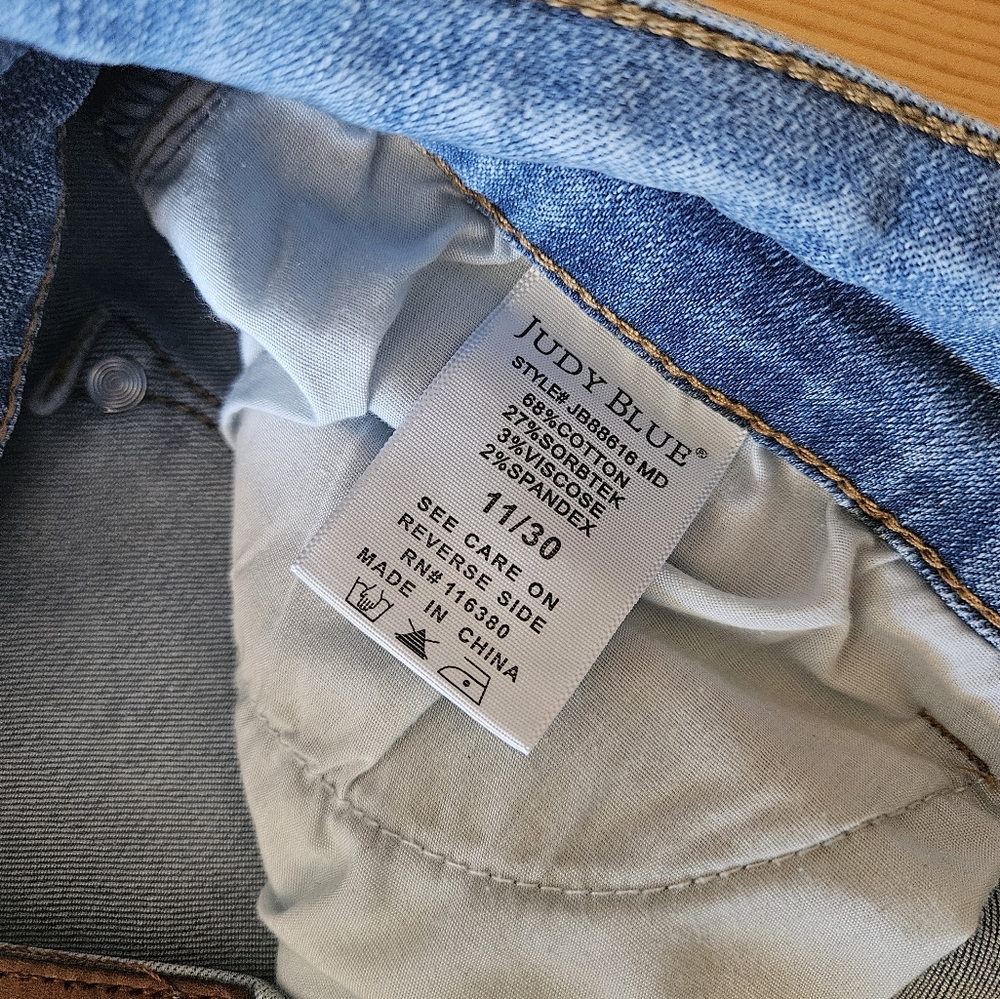 JUDY BLUE®
STYLE# JB88616 MD
68%COTTON
27%SORBTEK
3%VISCOSE
2%SPANDEX
11/30
SEE CARE ON
REVERSE SIDE
RN# 116380
MADE IN CHINA